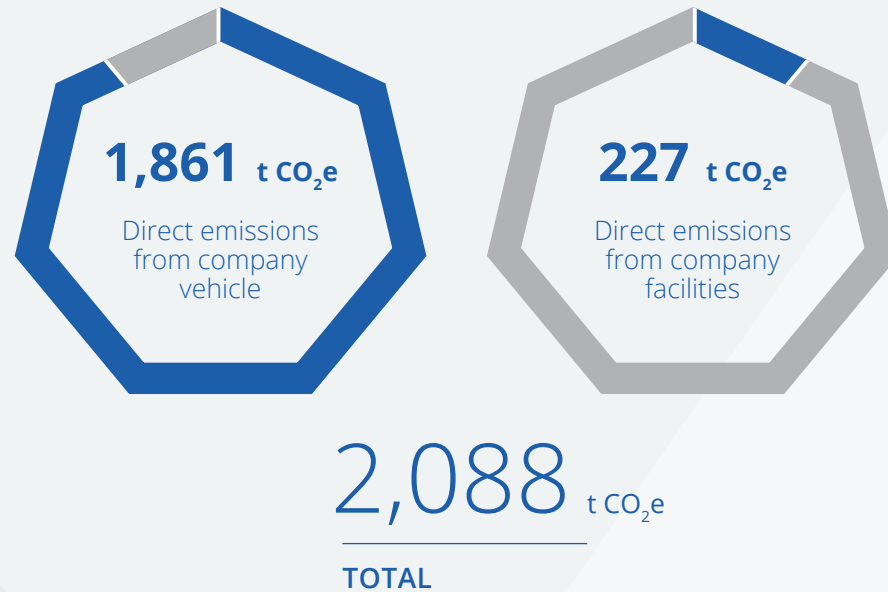 1,861 t CO₂e
Direct emissions
from company
vehicle
227 t CO₂e
Direct emissions
from company
facilities
2,088 t CO₂e
TOTAL